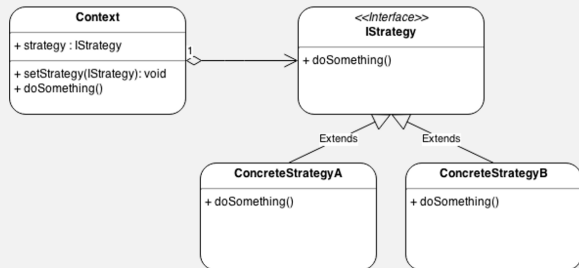 Context
+ strategy : IStrategy
+ setStrategy(IStrategy): void
+ doSomething()
1
<<Interface>>
IStrategy
+ doSomething()
Extends
Extends
ConcreteStrategyA
+ doSomething()
ConcreteStrategyB
+ doSomething()